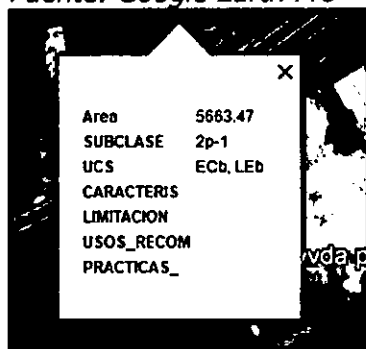 Fuente: Google Earth Pro
×
Area 5663.47
SUBCLASE 2p-1
UCS ECb, LEb
CARACTERIS
LIMITACION
USOS_RECOM
PRACTICAS_
vda p